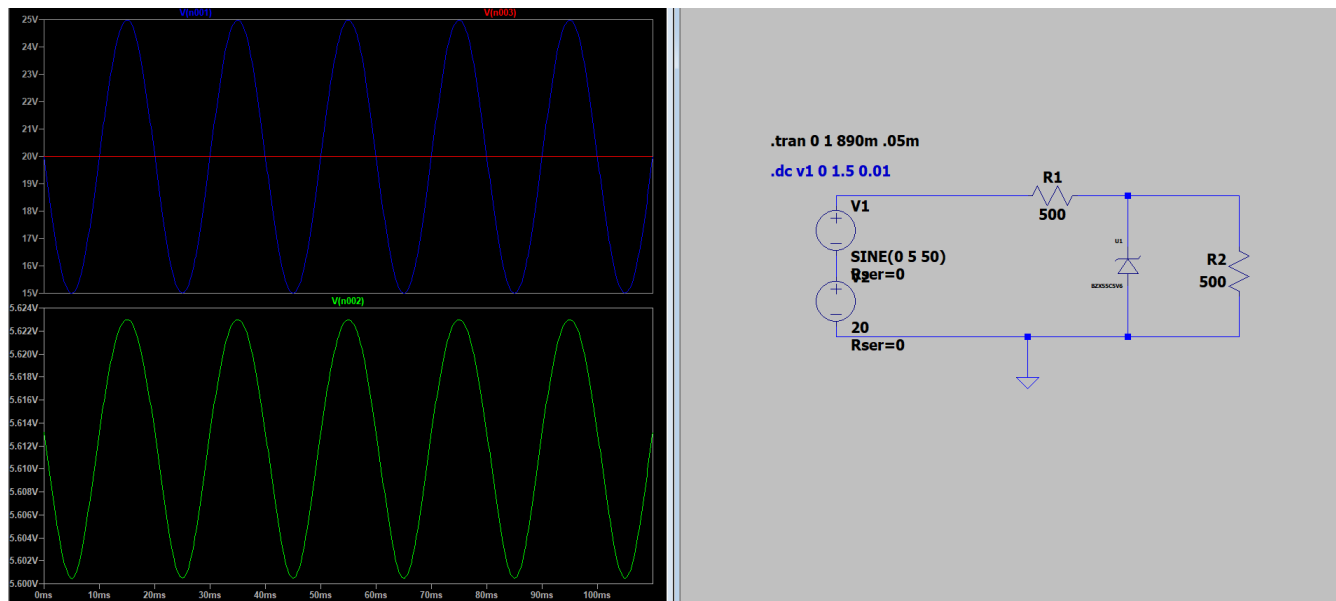 V(n001) V(n003)
25V
24V
23V
22V
21V
20V
19V
18V
17V
16V
15V
V(n002)
5.624V
5.622V
5.620V
5.618V
5.616V
5.614V
5.612V
5.610V
5.608V
5.606V
5.604V
5.602V
5.600V
0ms 10ms 20ms 30ms 40ms 50ms 60ms 70ms 80ms 90ms 100ms
.tran 0 1 890m .05m
.dc v1 0 1.5 0.01
R1
500
V1
SINE(0 5 50)
Rser=0
V2
20
Rser=0
U1
BZX55C5V6
R2
500